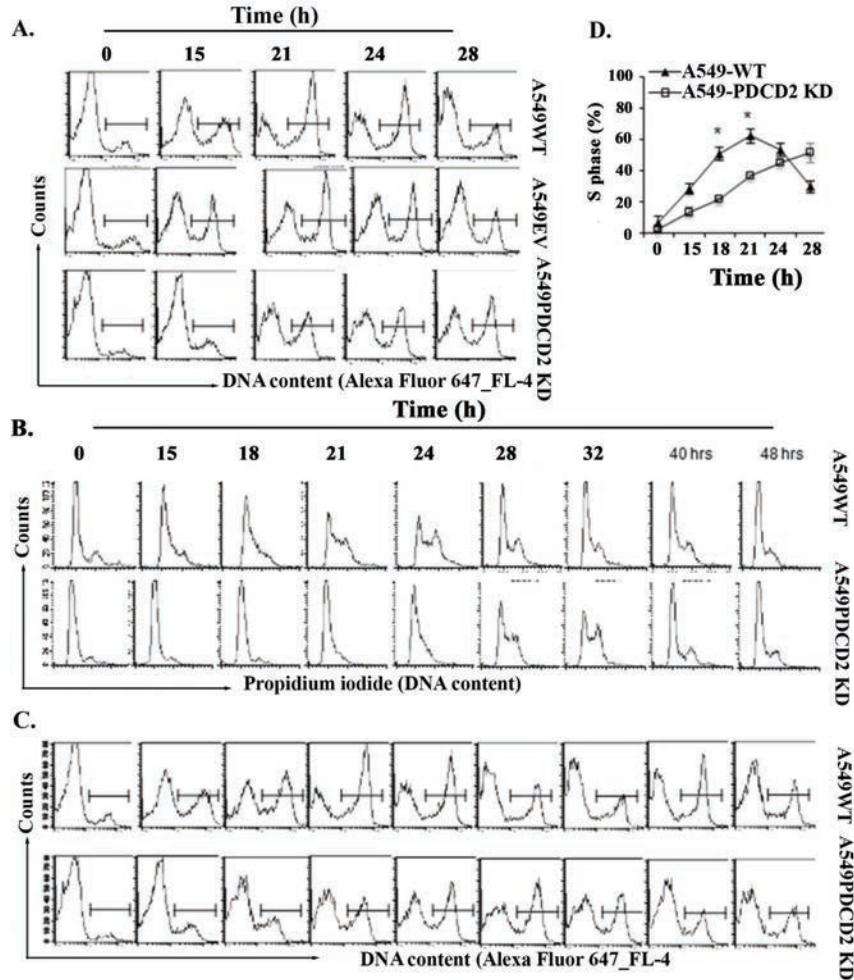 A.
Time (h)
0 15 21 24 28
A549WT
A549EV
A549PDCD2 KD
Counts
DNA content (Alexa Fluor 647_FL-4
D.
A549-WT
A549-PDCD2 KD
S phase (%)
100
80
60
40
20
0
* *
0 15 18 21 24 28
Time (h)
Time (h)
B.
0 15 18 21 24 28 32 40 hrs 48 hrs
A549WT
A549PDCD2 KD
Counts
Propidium iodide (DNA content)
C.
Counts
A549WT
A549PDCD2 KD
DNA content (Alexa Fluor 647_FL-4